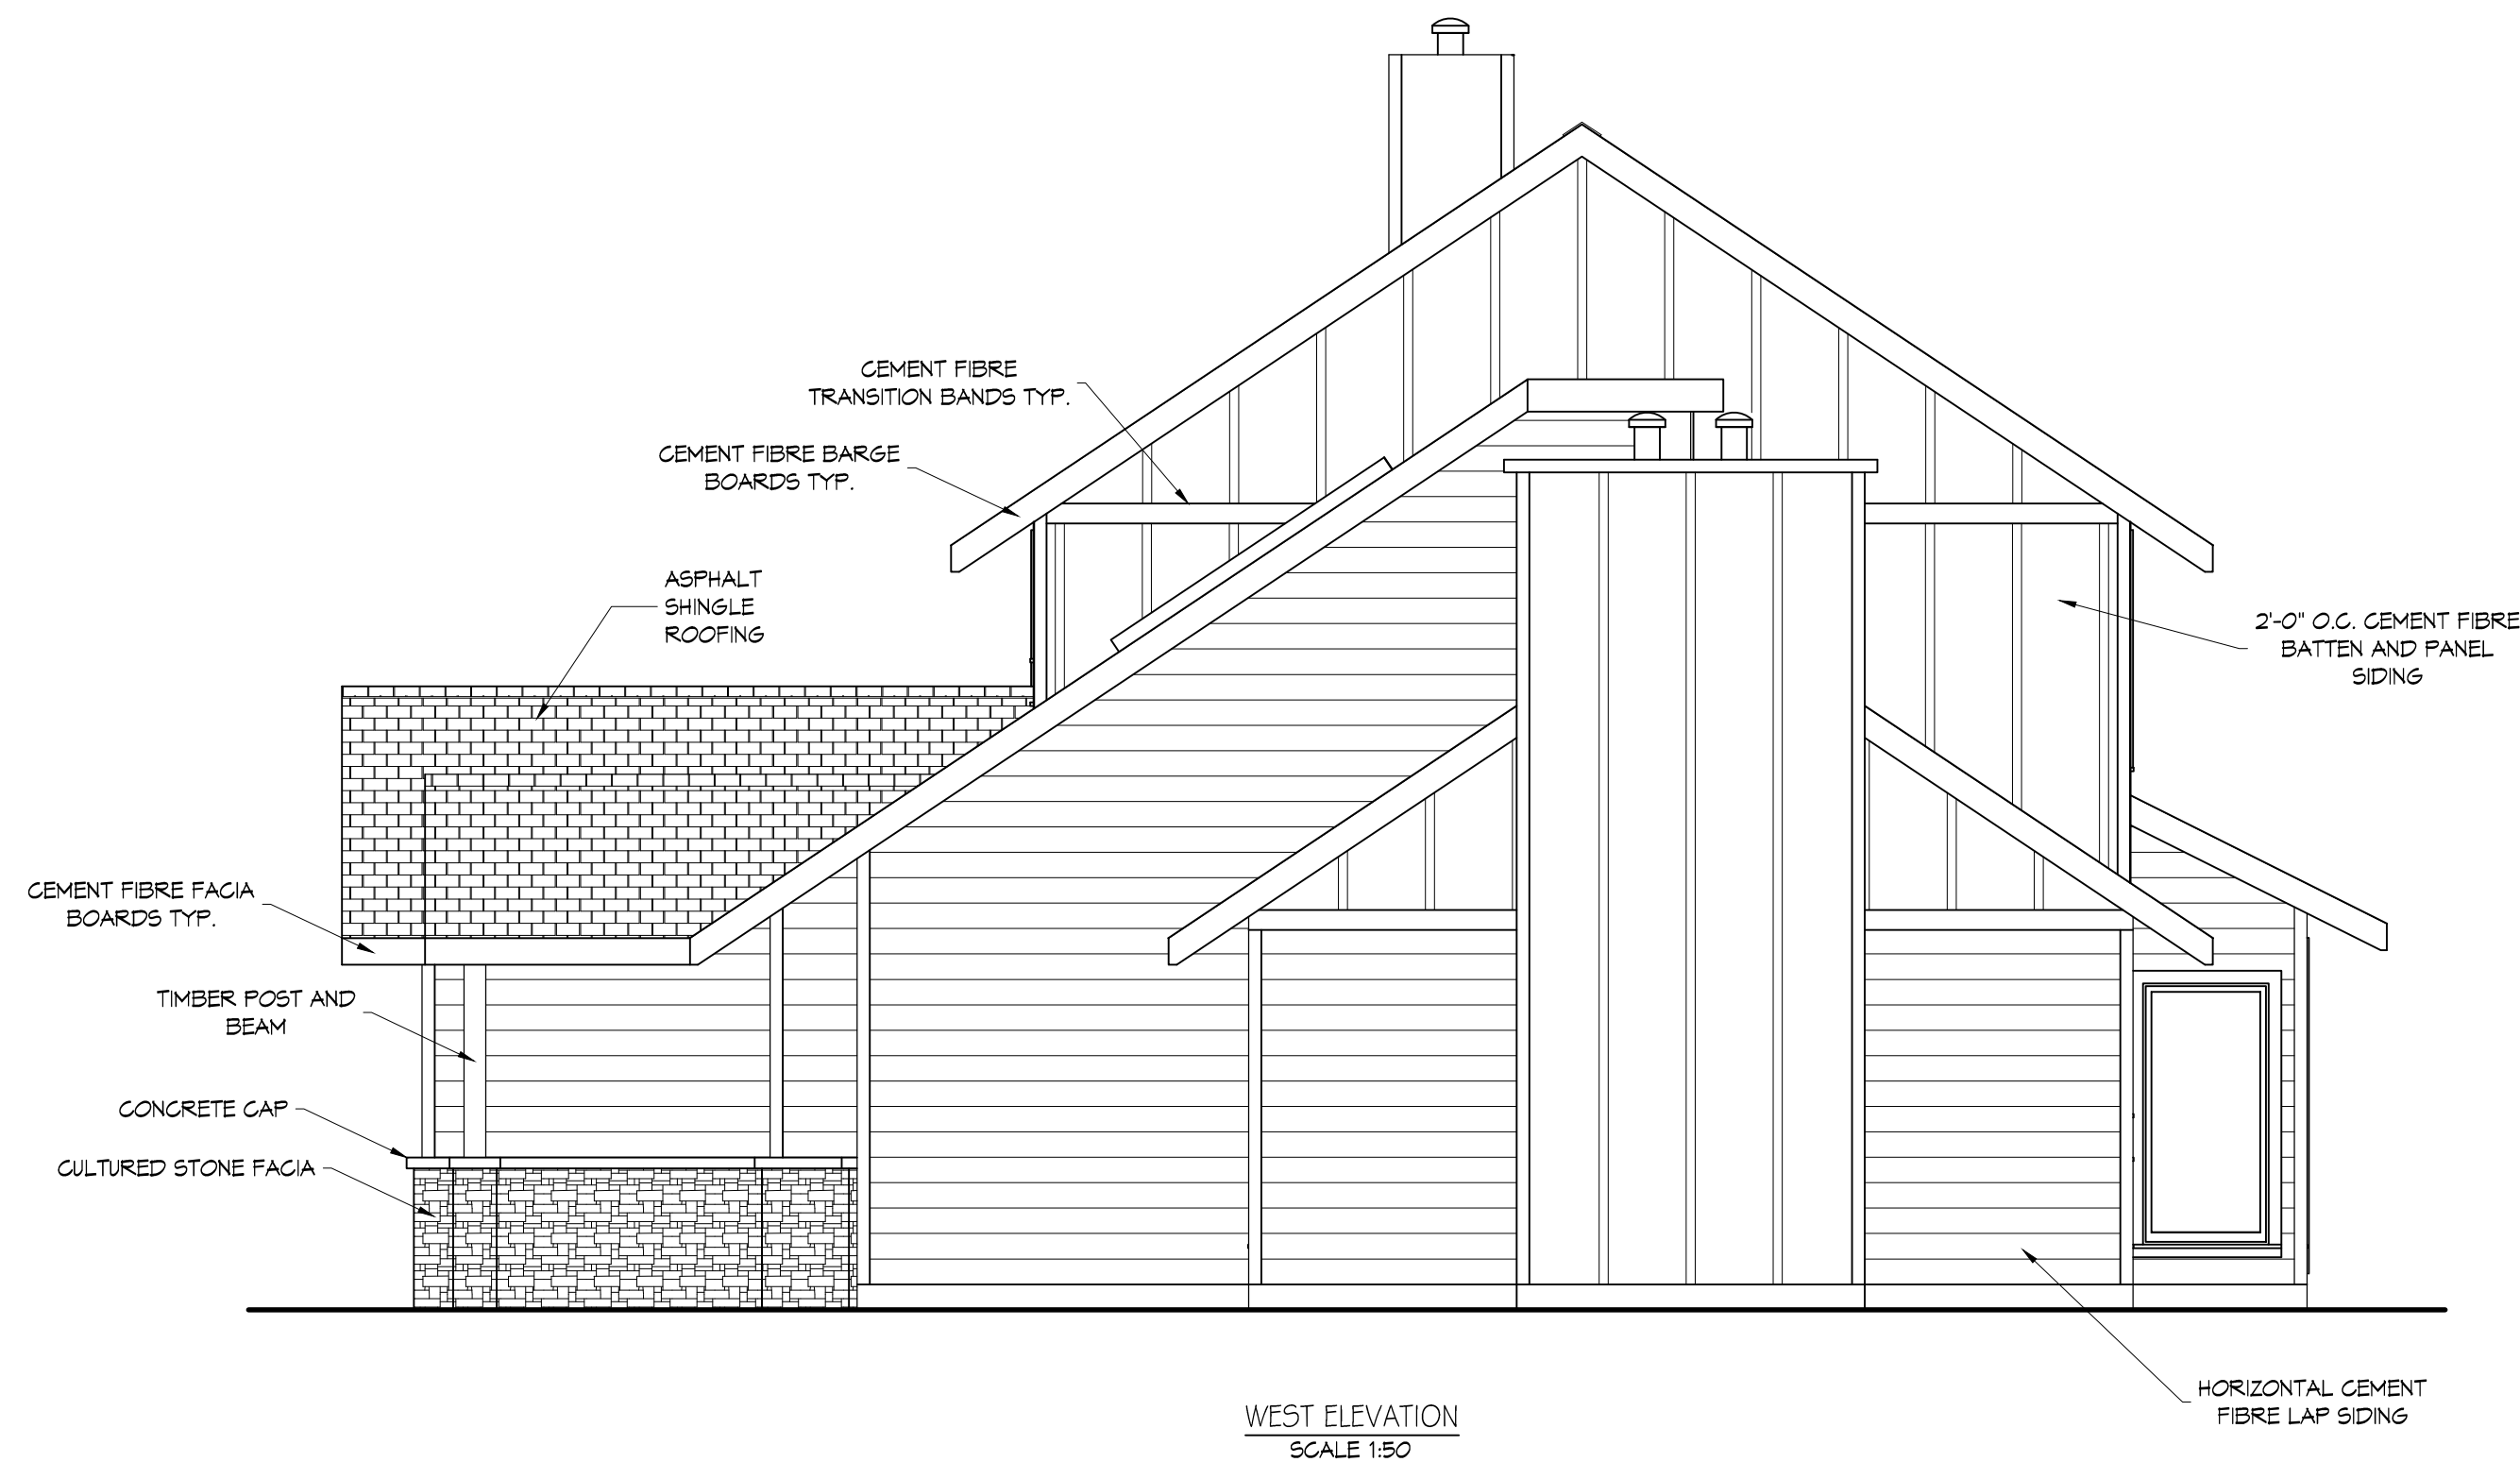 CEMENT FIBRE
TRANSITION BANDS TYP.
CEMENT FIBRE BARGE
BOARDS TYP.
ASPHALT
SHINGLE
ROOFING
2'-0" O.C. CEMENT FIBRE
BATTEN AND PANEL
SIDING
CEMENT FIBRE FACIA
BOARDS TYP.
TIMBER POST AND
BEAM
CONCRETE CAP
CULTURED STONE FACIA
HORIZONTAL CEMENT
FIBRE LAP SIDING
WEST ELEVATION
SCALE 1:50